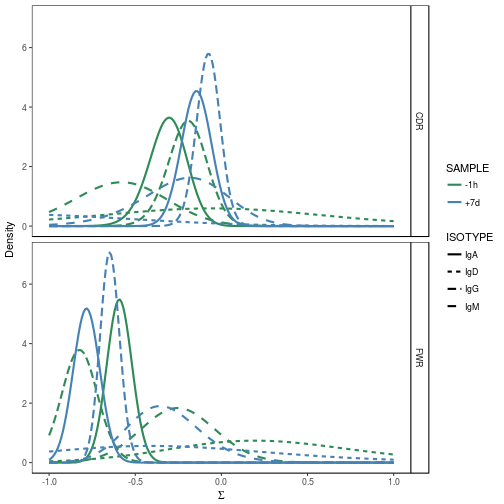 6
4
2
0
CDR
6
4
2
0
FWR
-1.0
-0.5
0.0
0.5
1.0
Σ
Density
SAMPLE
-1h
+7d
ISOTYPE
IgA
IgD
IgG
IgM